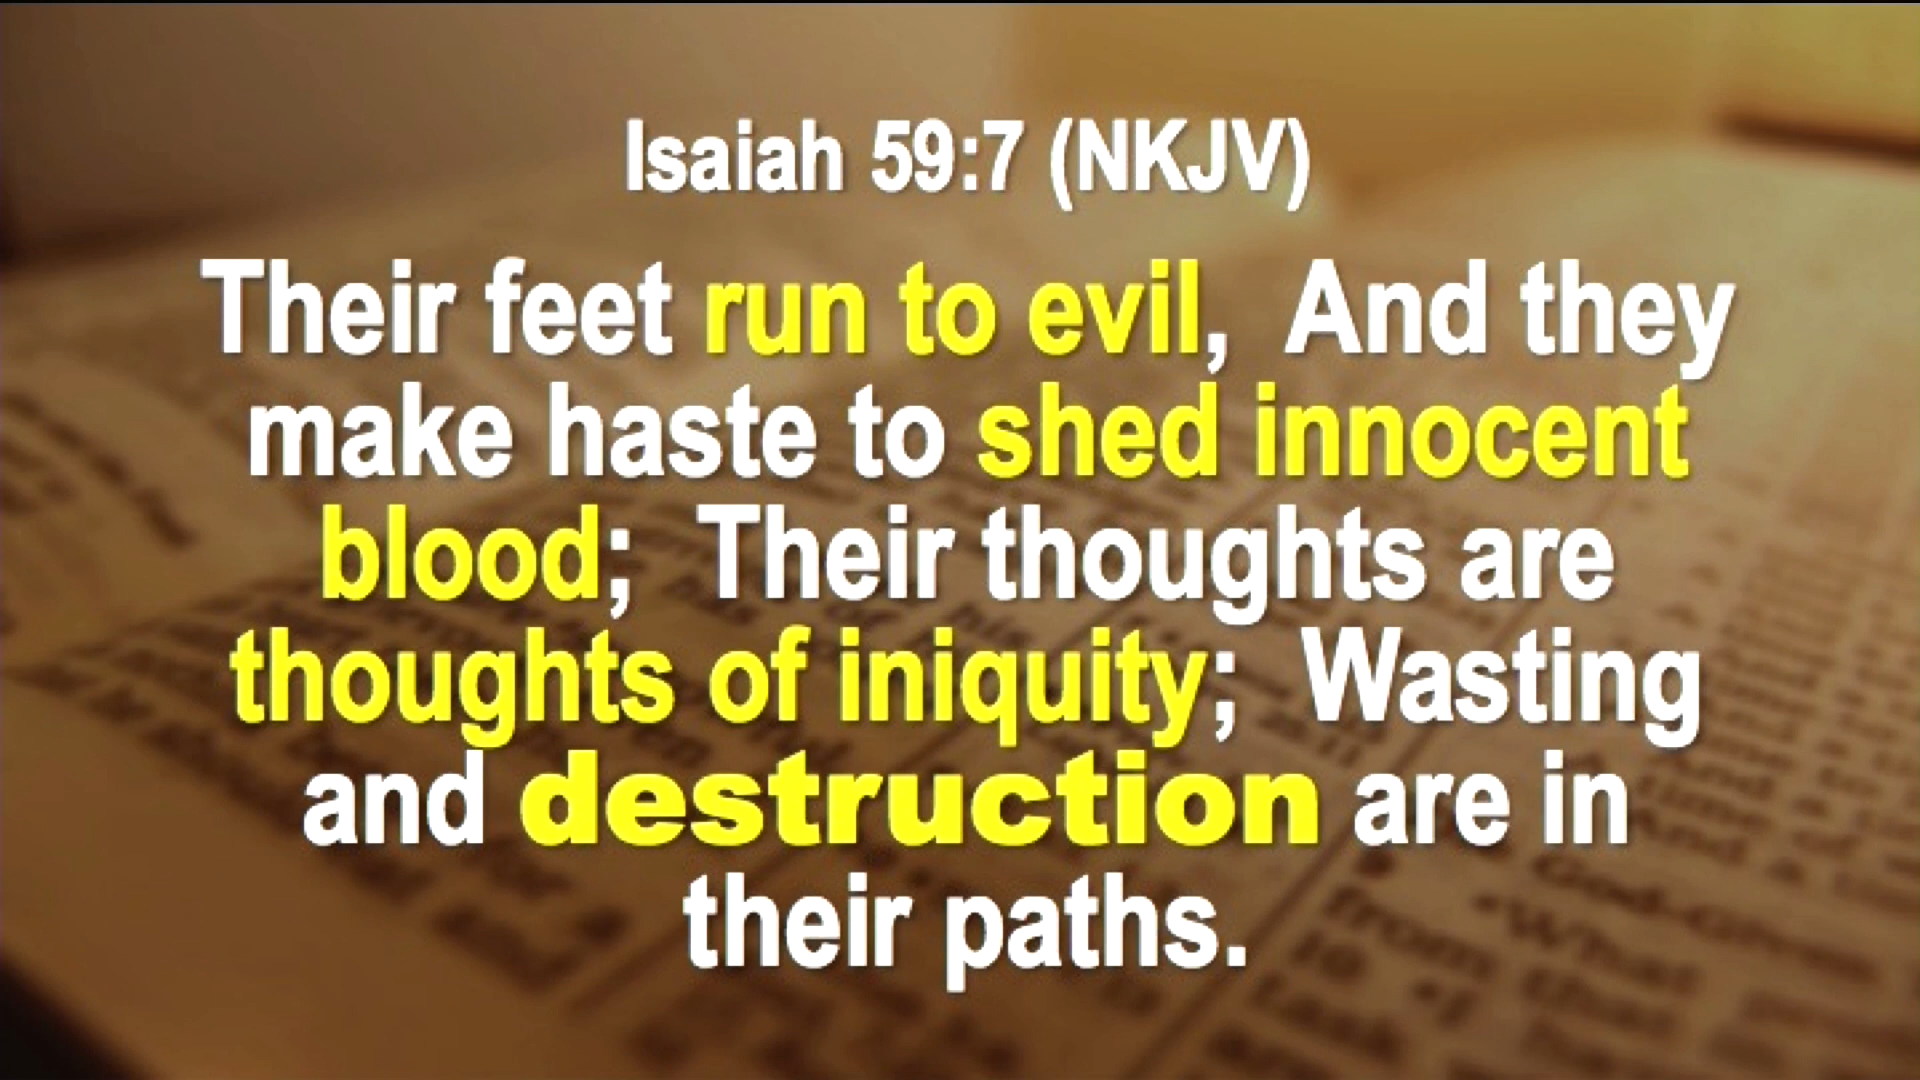 Isaiah 59:7 (NKJV)
Their feet run to evil, And they
make haste to shed innocent
blood; Their thoughts are
thoughts of iniquity; Wasting
and destruction are in
their paths.